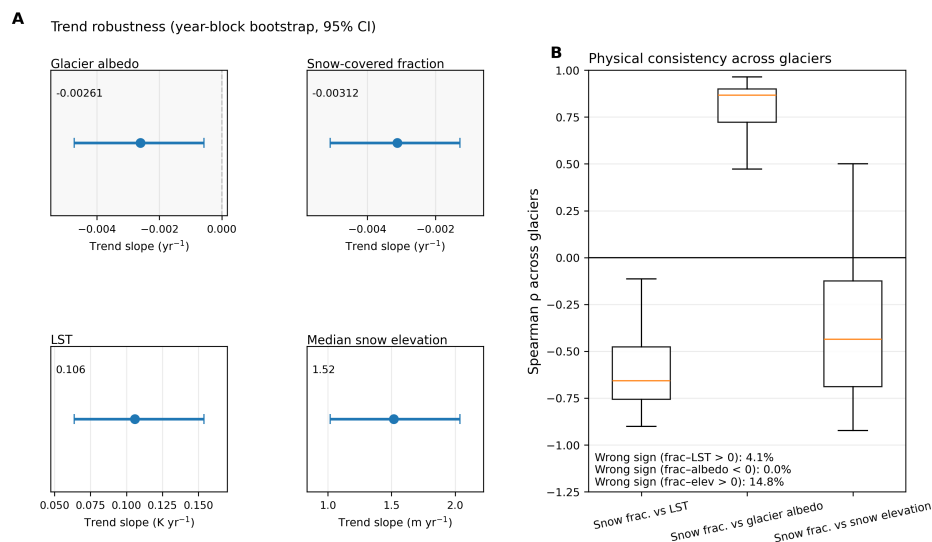 A
Trend robustness (year-block bootstrap, 95% CI)
Glacier albedo
-0.00261
−0.004 −0.002 0.000
Trend slope (yr⁻¹)
Snow-covered fraction
-0.00312
−0.004 −0.002
Trend slope (yr⁻¹)
LST
0.106
0.050 0.075 0.100 0.125 0.150
Trend slope (K yr⁻¹)
Median snow elevation
1.52
1.0 1.5 2.0
Trend slope (m yr⁻¹)
B
Physical consistency across glaciers
Spearman ρ across glaciers
1.00
0.75
0.50
0.25
0.00
−0.25
−0.50
−0.75
−1.00
−1.25
Wrong sign (frac–LST > 0): 4.1%
Wrong sign (frac–albedo < 0): 0.0%
Wrong sign (frac–elev > 0): 14.8%
Snow frac. vs LST
Snow frac. vs glacier albedo
Snow frac. vs snow elevation